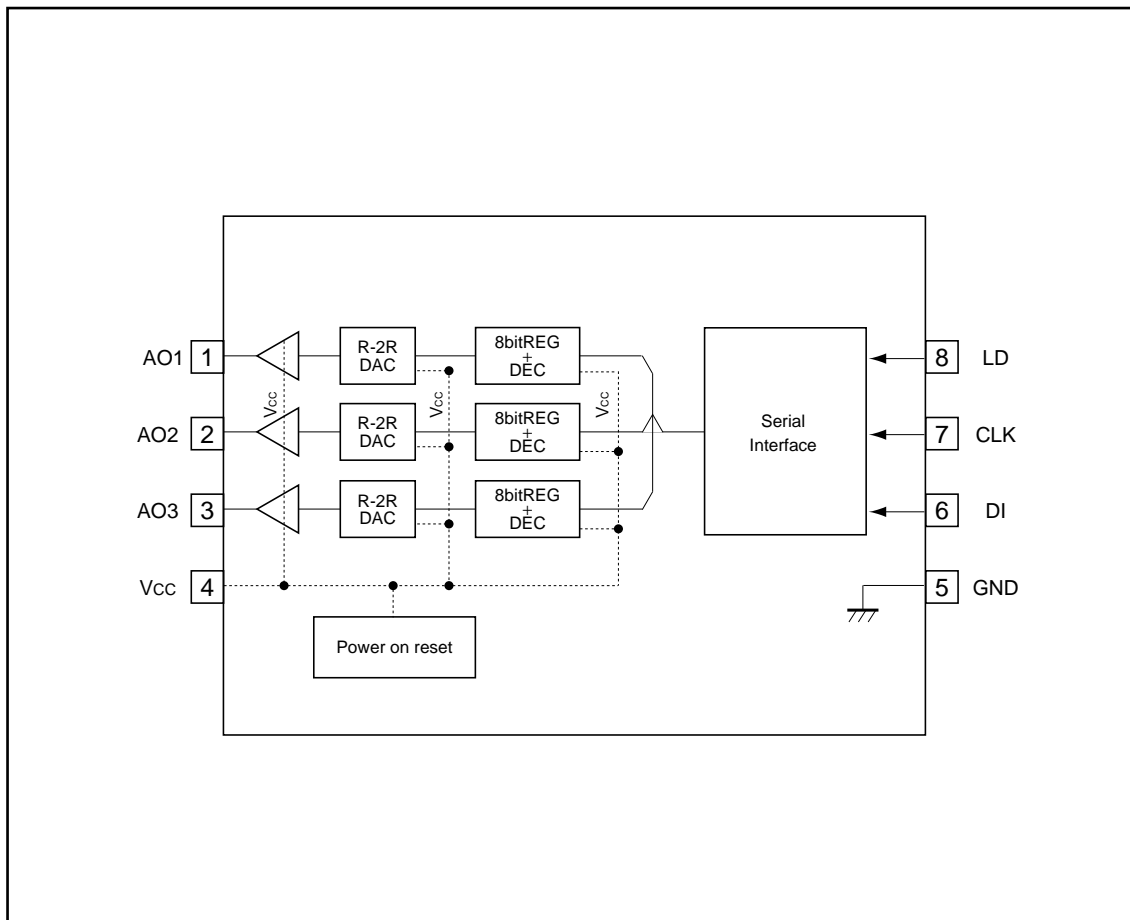 AO1 1
R-2R
DAC
8bitREG
+
DEC
8 LD
Vcc
Vcc
Vcc
AO2 2
R-2R
DAC
8bitREG
+
DEC
Serial
Interface
7 CLK
AO3 3
R-2R
DAC
8bitREG
+
DEC
6 DI
Vcc 4
5 GND
Power on reset